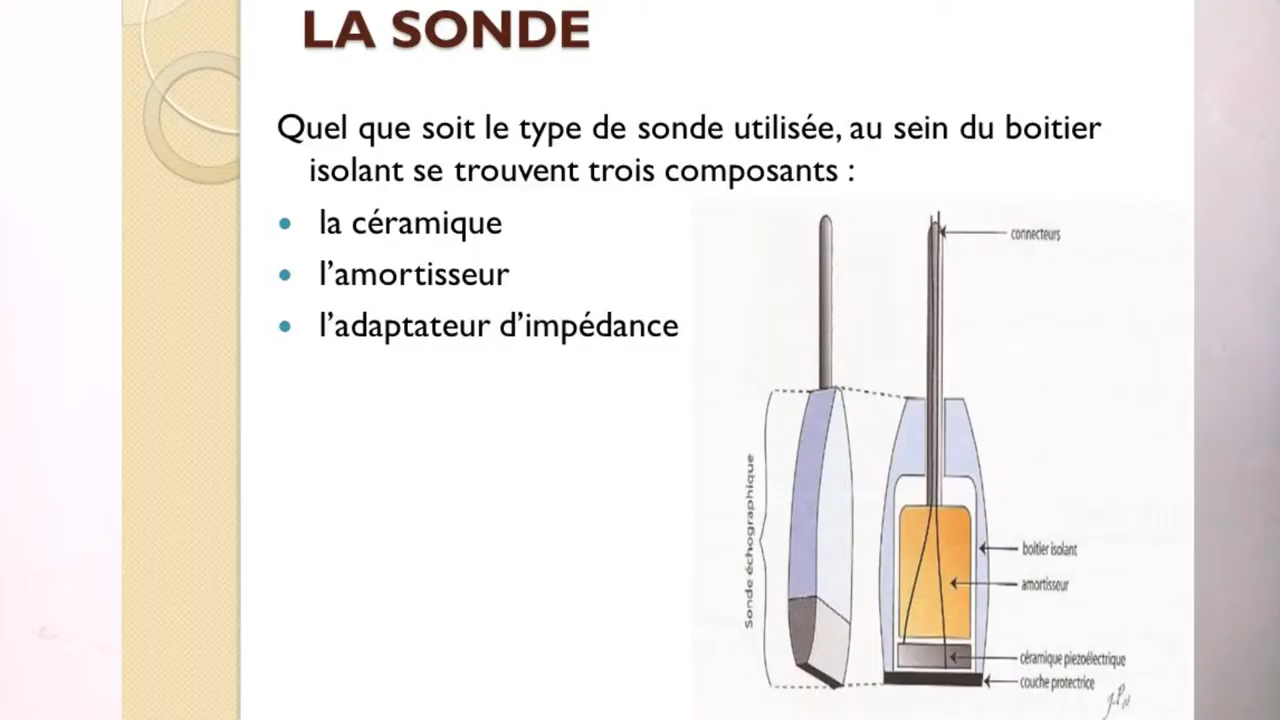 LA SONDE
Quel que soit le type de sonde utilisée, au sein du boitier
isolant se trouvent trois composants :
• la céramique
• l’amortisseur
• l’adaptateur d’impédance
connecteurs
Sonde échographique
boîtier isolant
amortisseur
céramique piezoélectrique
couche protectrice